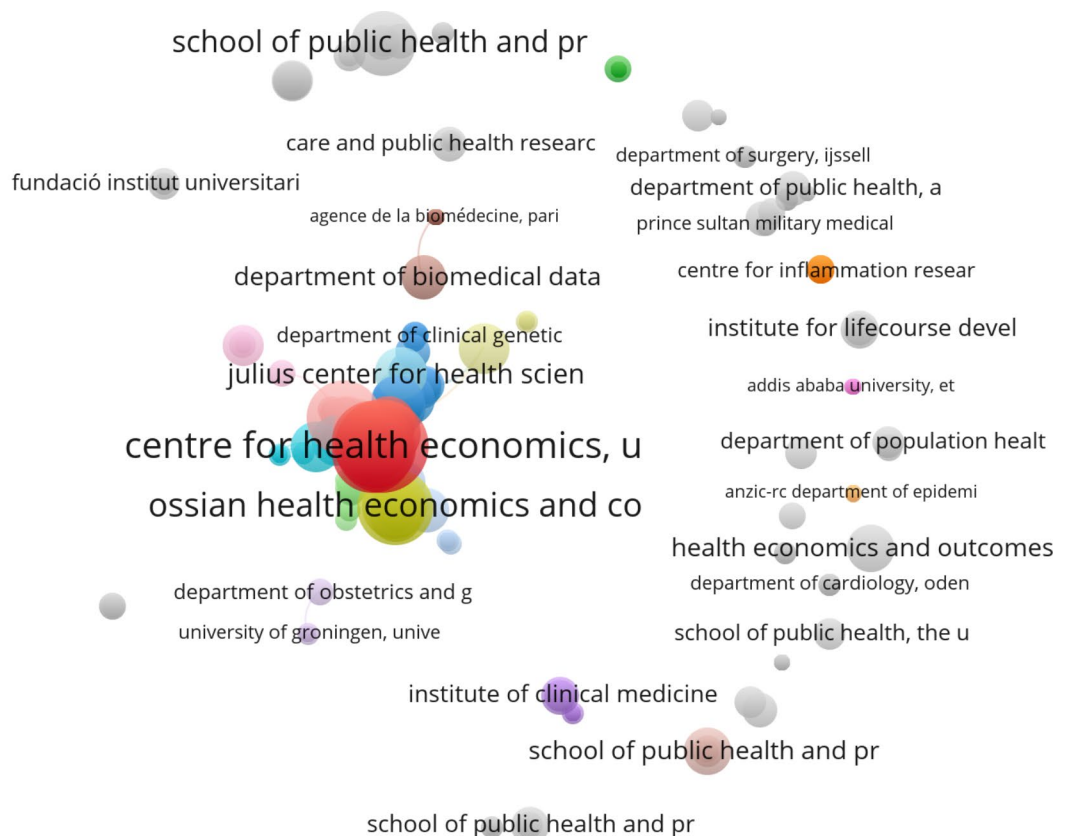 school of public health and pr
care and public health researc
department of surgery, ijssell
fundació institut universitari
department of public health, a
agence de la biomédecine, pari
prince sultan military medical
centre for inflammation resear
department of biomedical data
institute for lifecourse devel
department of clinical genetic
julius center for health scien
addis ababa university, et
centre for health economics, u
department of population healt
anzic-rc department of epidemi
ossian health economics and co
health economics and outcomes
department of cardiology, oden
department of obstetrics and g
university of groningen, unive
school of public health, the u
institute of clinical medicine
school of public health and pr
school of public health and pr